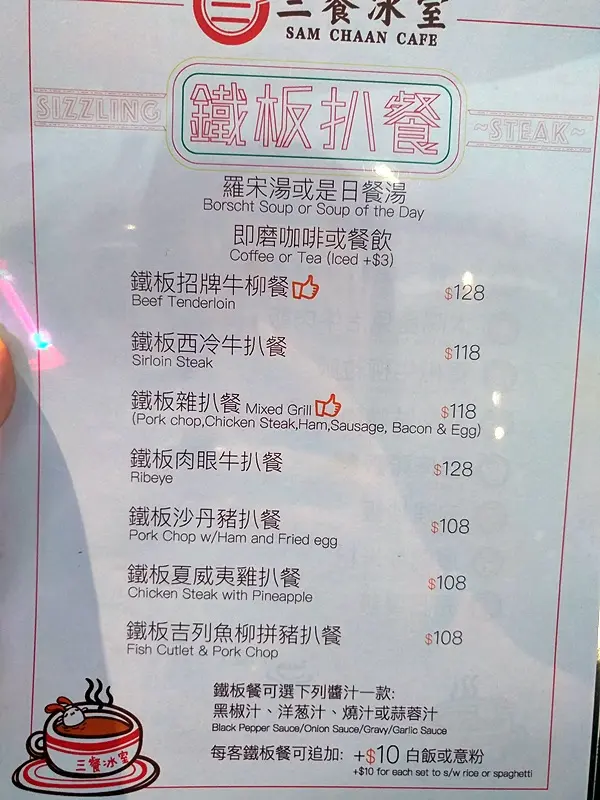 三餐冰室
SAM CHAAN CAFE
SIZZLING
鐵板扒餐
~STEAK~
羅宋湯或是日餐湯
Borscht Soup or Soup of the Day
即磨咖啡或餐飲
Coffee or Tea (Iced +$3)
鐵板招牌牛柳餐 $128
Beef Tenderloin
鐵板西冷牛扒餐 $118
Sirloin Steak
鐵板雜扒餐 Mixed Grill $118
(Pork chop,Chicken Steak,Ham,Sausage, Bacon & Egg)
鐵板肉眼牛扒餐 $128
Ribeye
鐵板沙丹豬扒餐 $108
Pork Chop w/Ham and Fried egg
鐵板夏威夷雞扒餐 $108
Chicken Steak with Pineapple
鐵板吉列魚柳拼豬扒餐 $108
Fish Cutlet & Pork Chop
鐵板餐可選下列醬汁一款:
黑椒汁、洋葱汁、燒汁或蒜蓉汁
Black Pepper Sauce/Onion Sauce/Gravy/Garlic Sauce
每客鐵板餐可追加: +$10 白飯或意粉
+$10 for each set to s/w rice or spaghetti
三餐冰室